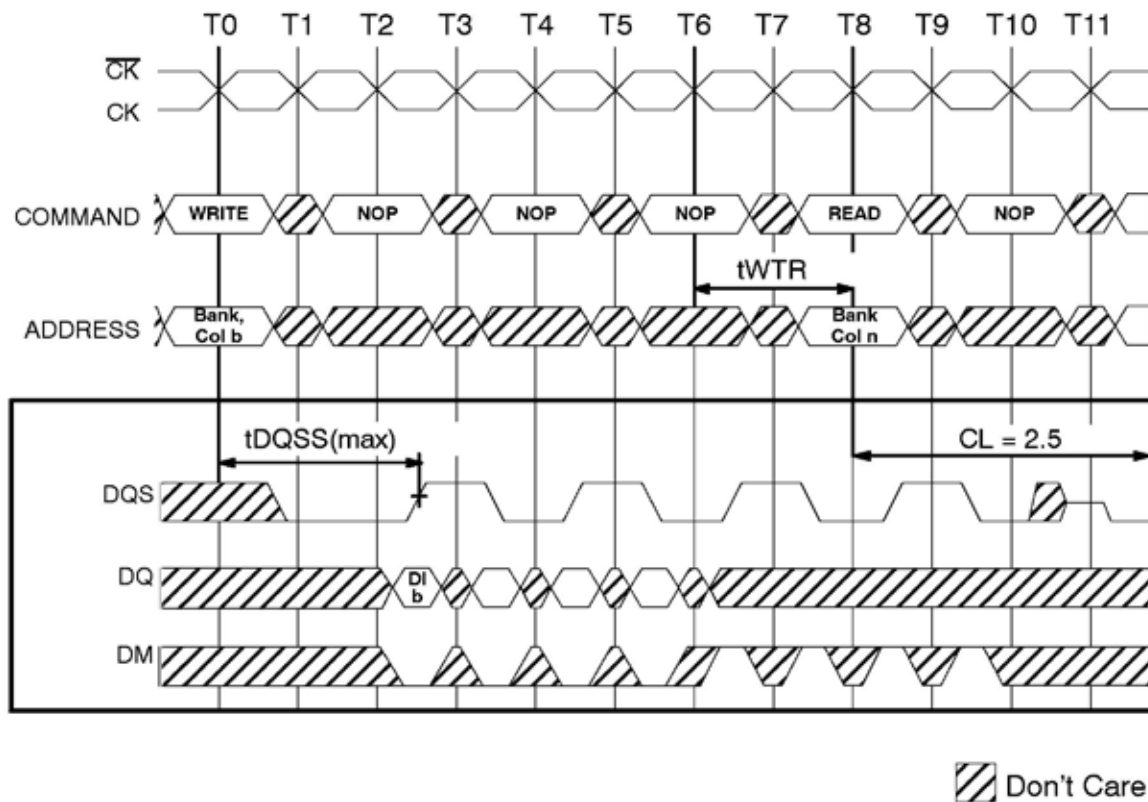 T0 T1 T2 T3 T4 T5 T6 T7 T8 T9 T10 T11
CK
CK
COMMAND WRITE NOP NOP NOP READ NOP
tWTR
ADDRESS Bank, Col b Bank Col n
tDQSS(max) CL = 2.5
DQS
DQ DI b
DM
Don't Care